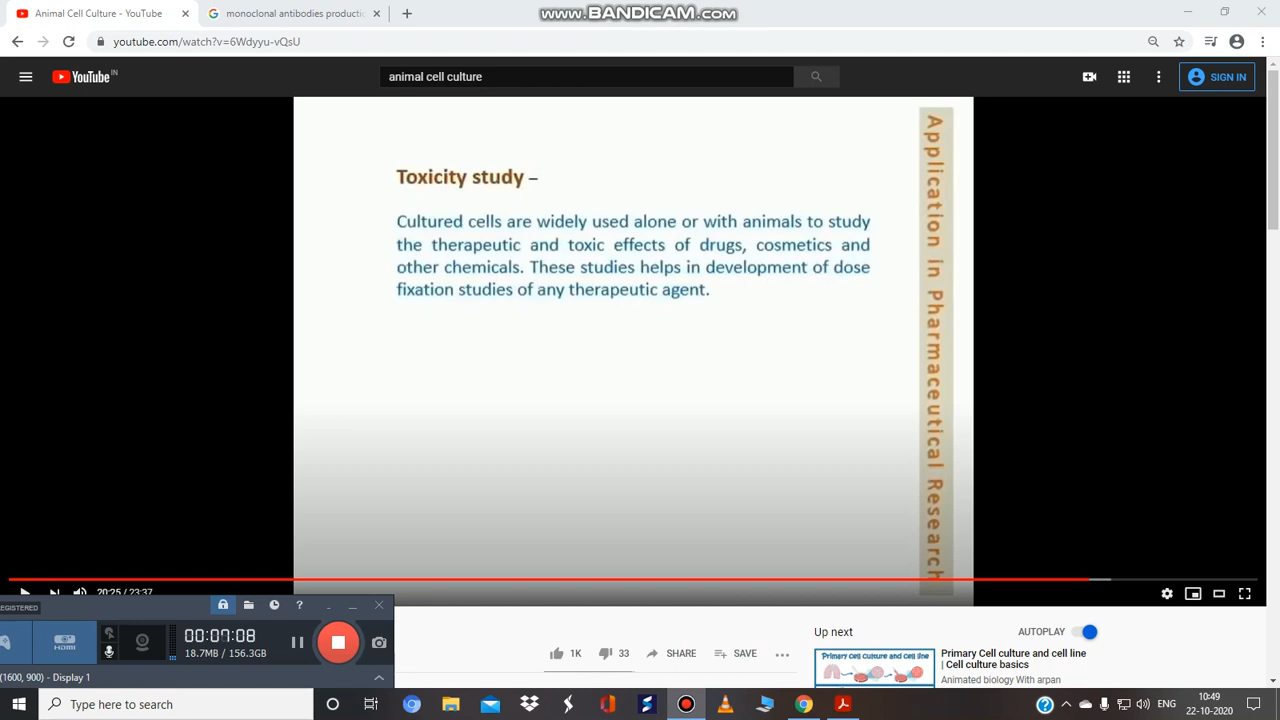 Animal Cell Culture - YouTube
monoclonal antibodies producti
www.BANDICAM.com
youtube.com/watch?v=6Wdyyu-vQsU
YouTube IN
animal cell culture
SIGN IN
Toxicity study –
Cultured cells are widely used alone or with animals to study
the therapeutic and toxic effects of drugs, cosmetics and
other chemicals. These studies helps in development of dose
fixation studies of any therapeutic agent.
Application in Pharmaceutical Research
20:25 / 23:37
EGISTERED
00:07:08
18.7MB / 156.3GB
HDMI
(1600, 900) - Display 1
1K
33
SHARE
SAVE
Up next
AUTOPLAY
Primary Cell culture and cell line
Primary Cell culture and cell line
| Cell culture basics
Animated biology With arpan
Type here to search
ENG
10:49
22-10-2020